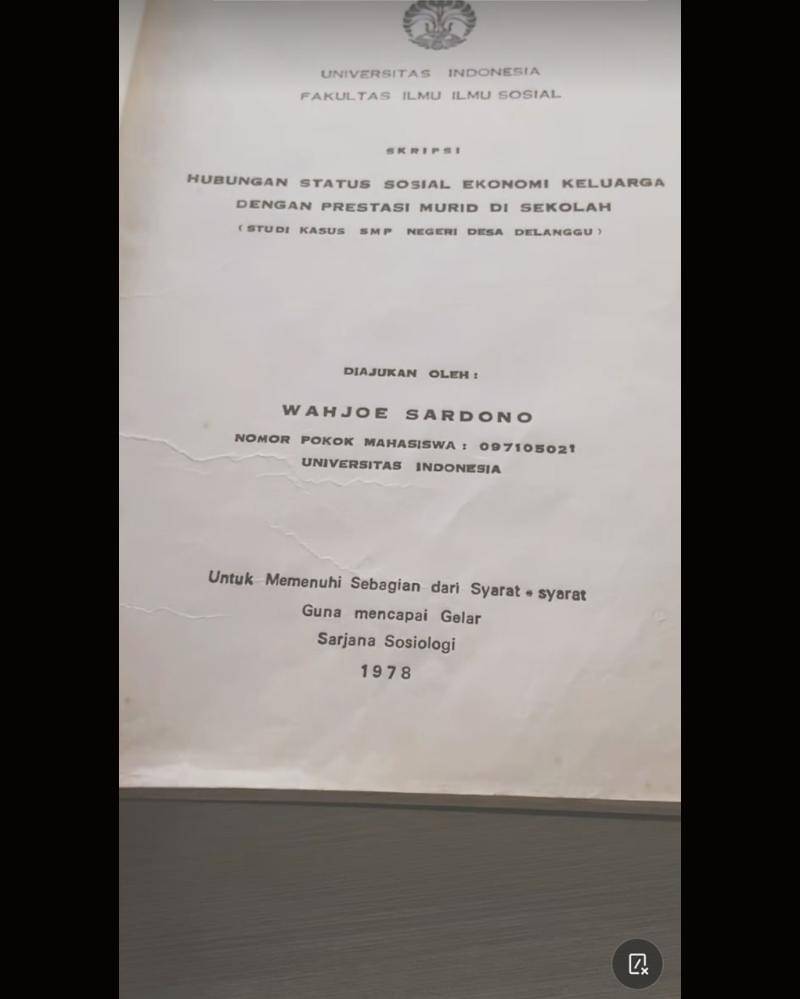 UNIVERSITAS INDONESIA
FAKULTAS ILMU ILMU SOSIAL
SKRIPSI
HUBUNGAN STATUS SOSIAL EKONOMI KELUARGA
DENGAN PRESTASI MURID DI SEKOLAH
(STUDI KASUS SMP NEGERI DESA DELANGGU)
DIAJUKAN OLEH :
WAHJOE SARDONO
NOMOR POKOK MAHASISWA : 097105021
UNIVERSITAS INDONESIA
Untuk Memenuhi Sebagian dari Syarat - syarat
Guna mencapai Gelar
Sarjana Sosiologi
1978